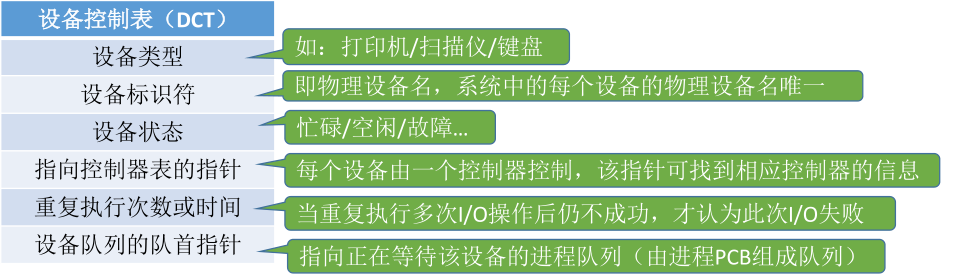 设备控制表（DCT）
设备类型
如：打印机/扫描仪/键盘
设备标识符
即物理设备名，系统中的每个设备的物理设备名唯一
设备状态
忙碌/空闲/故障...
指向控制器表的指针
每个设备由一个控制器控制，该指针可找到相应控制器的信息
重复执行次数或时间
当重复执行多次I/O操作后仍不成功，才认为此次I/O失败
设备队列的队首指针
指向正在等待该设备的进程队列（由进程PCB组成队列）